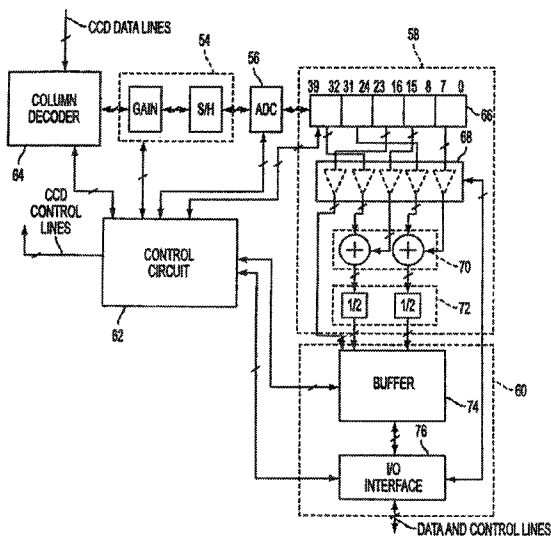 CCD DATA LINES
54
58
56
39 32 31 24 23 16 15 8 7 0
COLUMN
DECODER
GAIN
S/H
ADC
66
64
68
CCD
CONTROL
LINES
CONTROL
CIRCUIT
+
+
70
62
1/2
1/2
72
BUFFER
60
74
76
I/O
INTERFACE
DATA AND CONTROL LINES